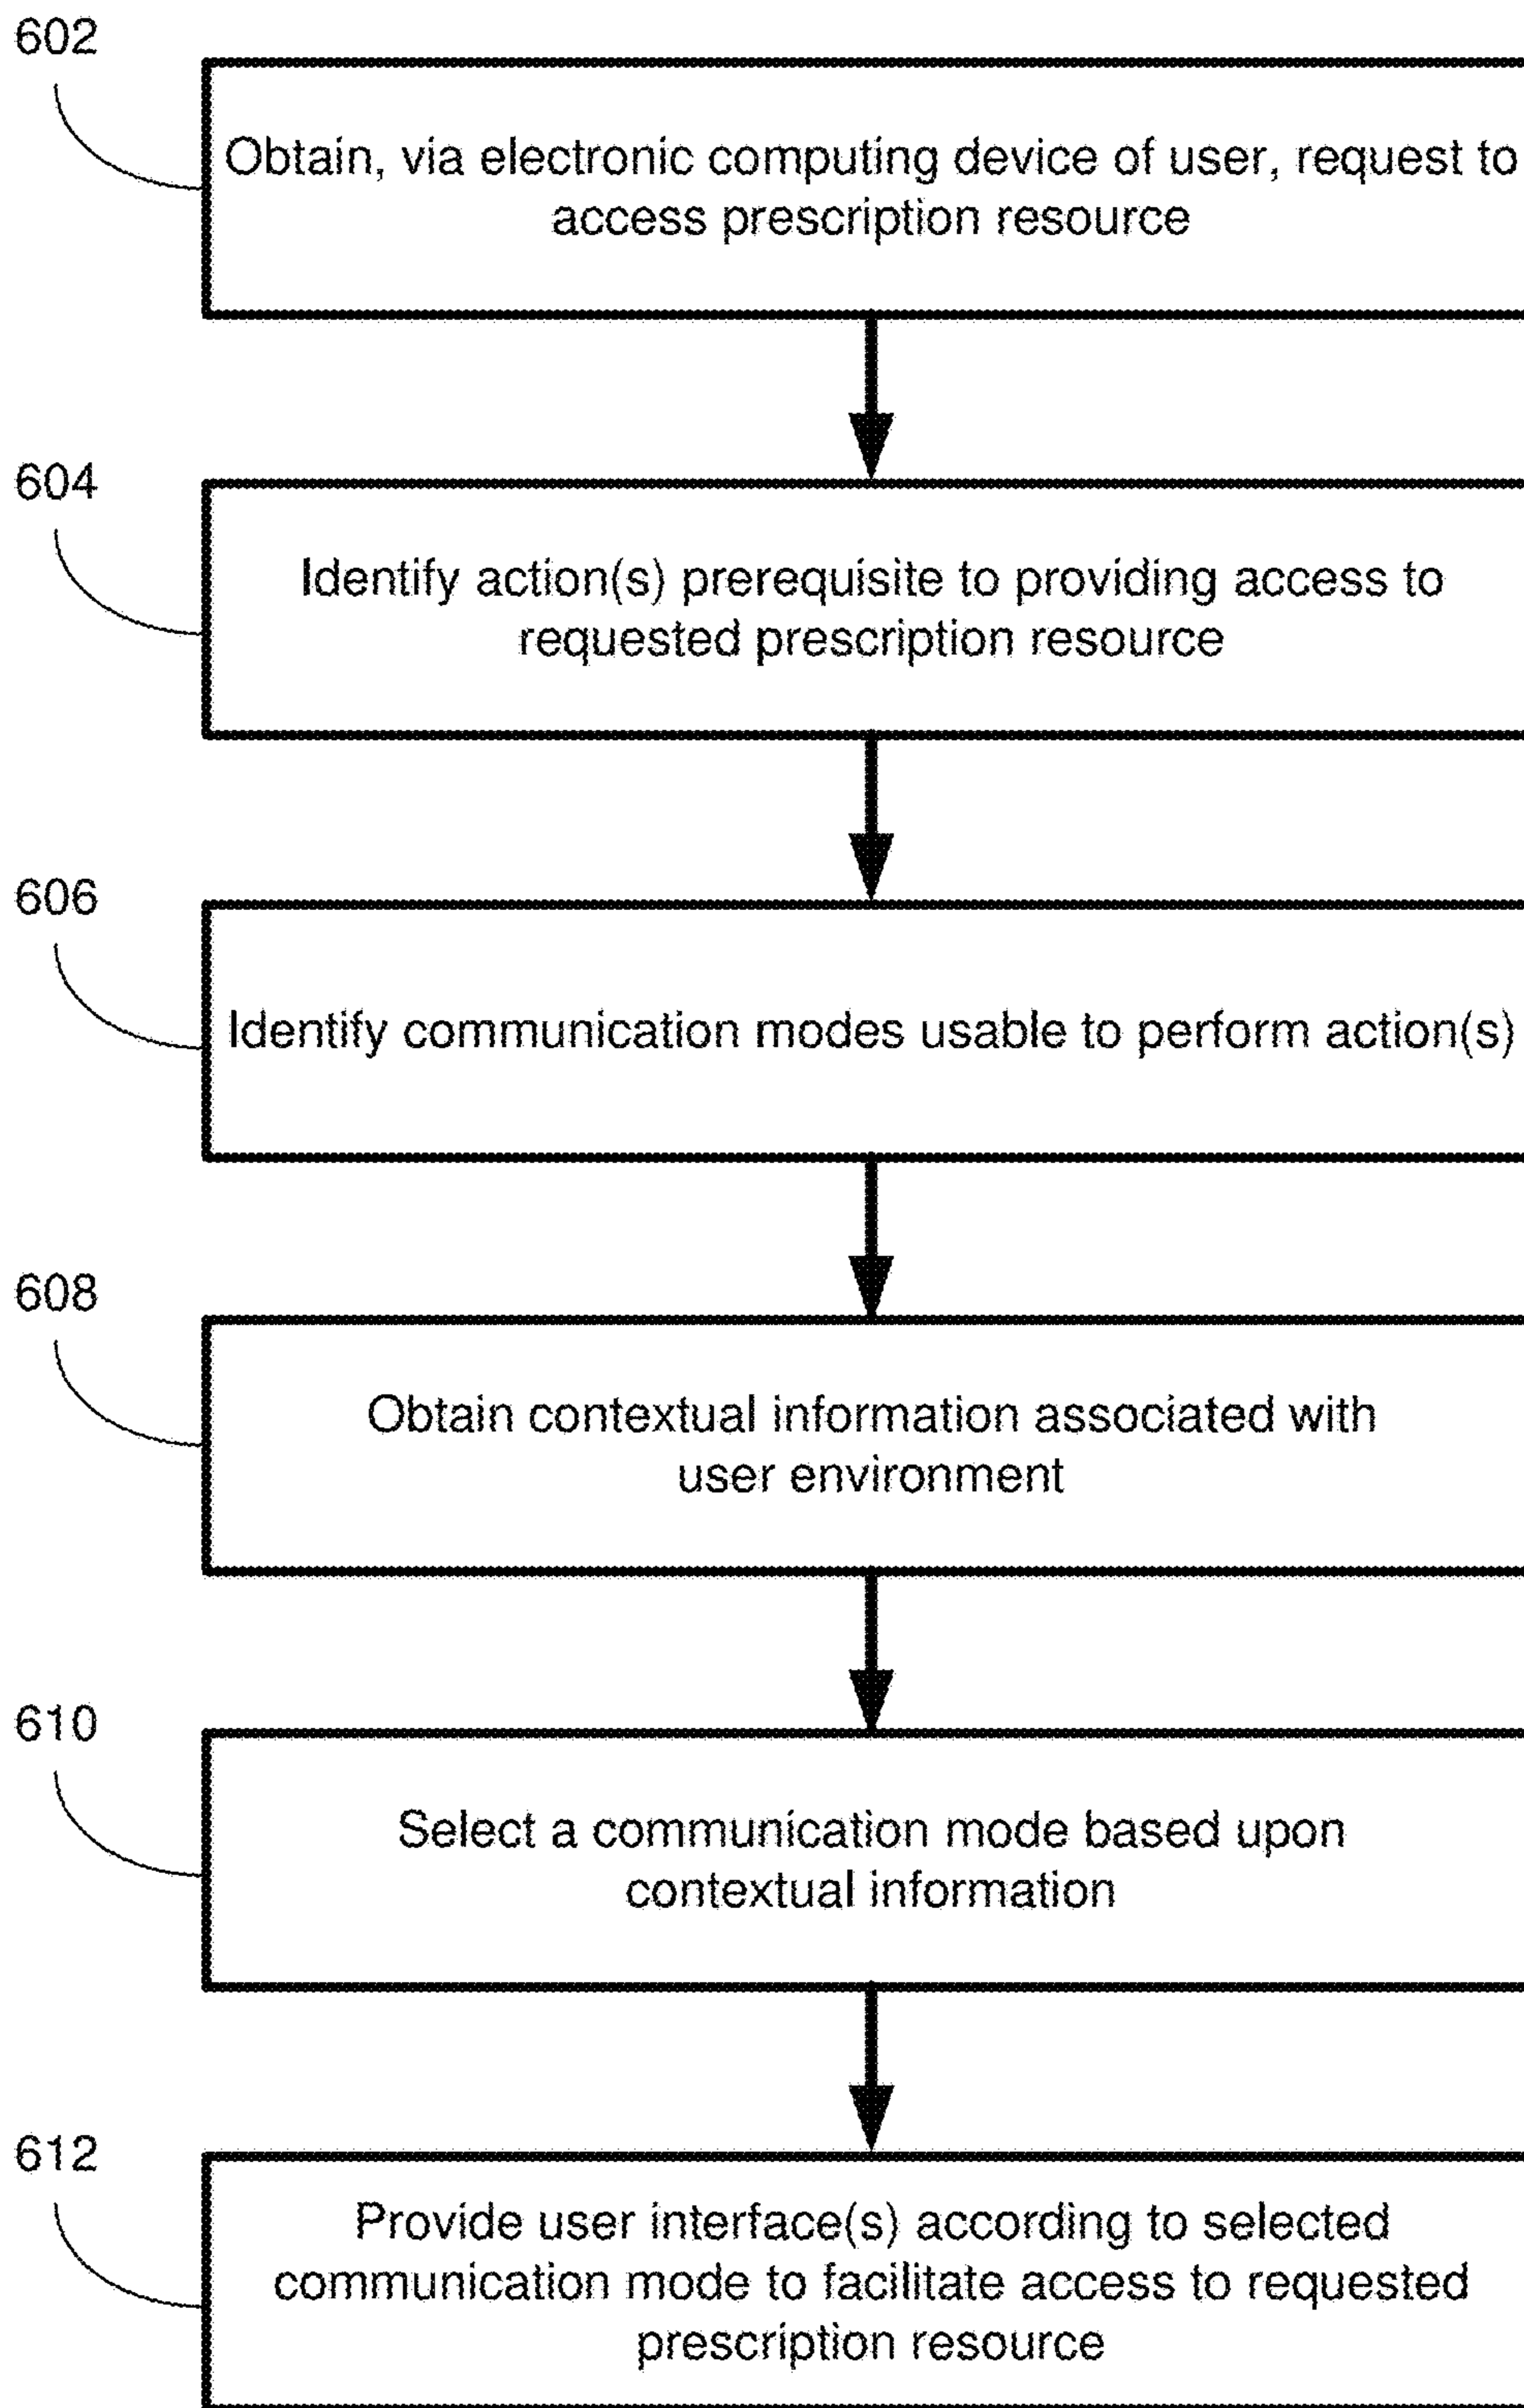 602
Obtain, via electronic computing device of user, request to
access prescription resource
604
Identify action(s) prerequisite to providing access to
requested prescription resource
606
Identify communication modes usable to perform action(s)
608
Obtain contextual information associated with
user environment
610
Select a communication mode based upon
contextual information
612
Provide user interface(s) according to selected
communication mode to facilitate access to requested
prescription resource